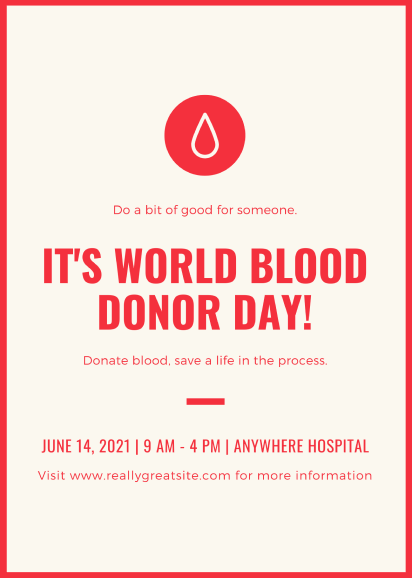 Do a bit of good for someone.
IT'S WORLD BLOOD
DONOR DAY!
Donate blood, save a life in the process.
JUNE 14, 2021 | 9 AM - 4 PM | ANYWHERE HOSPITAL
Visit www.reallygreatsite.com for more information